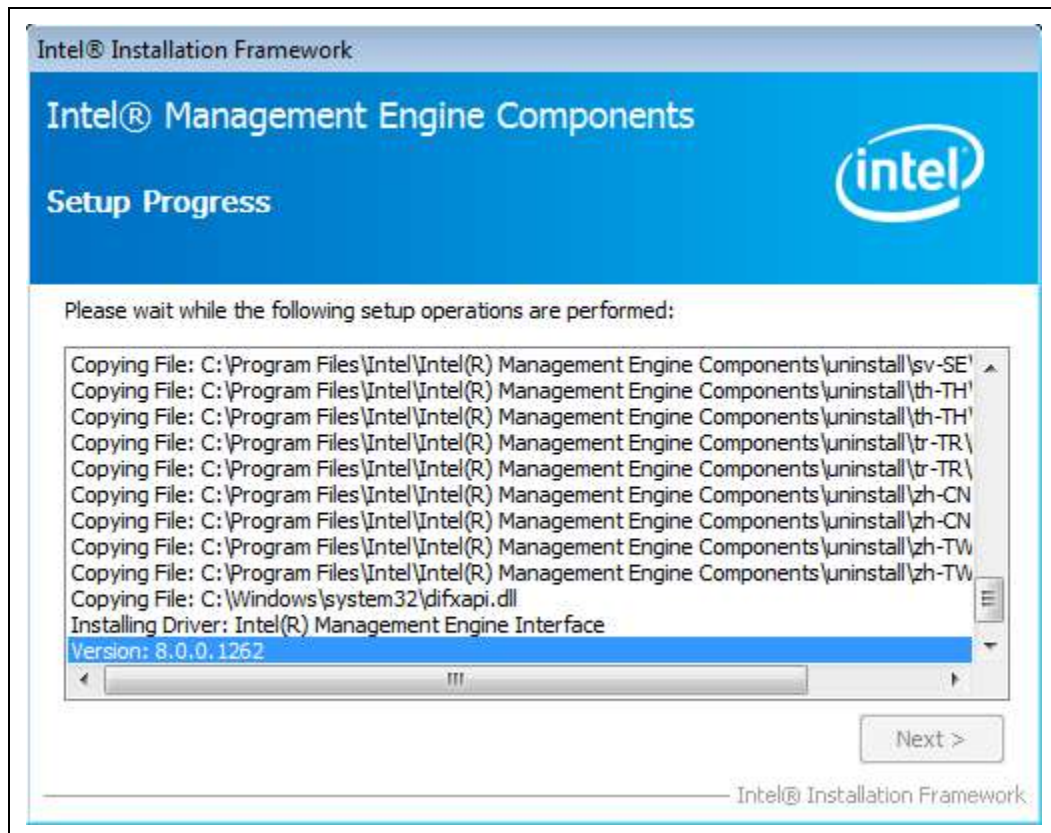 Intel® Installation Framework
Intel® Management Engine Components
intel
Setup Progress
Please wait while the following setup operations are performed:
Copying File: C:\Program Files\Intel\Intel(R) Management Engine Components\uninstall\sv-SE\
Copying File: C:\Program Files\Intel\Intel(R) Management Engine Components\uninstall\th-TH\
Copying File: C:\Program Files\Intel\Intel(R) Management Engine Components\uninstall\th-TH\
Copying File: C:\Program Files\Intel\Intel(R) Management Engine Components\uninstall\tr-TR\
Copying File: C:\Program Files\Intel\Intel(R) Management Engine Components\uninstall\tr-TR\
Copying File: C:\Program Files\Intel\Intel(R) Management Engine Components\uninstall\zh-CN
Copying File: C:\Program Files\Intel\Intel(R) Management Engine Components\uninstall\zh-CN
Copying File: C:\Program Files\Intel\Intel(R) Management Engine Components\uninstall\zh-TW
Copying File: C:\Program Files\Intel\Intel(R) Management Engine Components\uninstall\zh-TW
Copying File: C:\Windows\system32\difxapi.dll
Installing Driver: Intel(R) Management Engine Interface
Version: 8.0.0.1262
Next >
Intel® Installation Framework